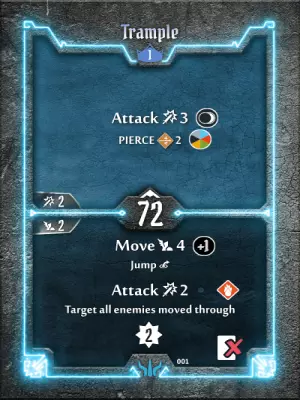 Trample
1
Attack 3
PIERCE 2
2
72
2
Move 4 +1
Jump
Attack 2
Target all enemies moved through
2
001